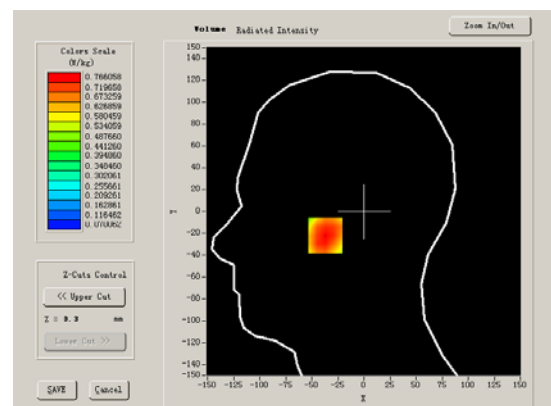 Volume Radiated Intensity
Zoom In/Out
Colors Scale
(W/kg)
0.766058
0.719658
0.673259
0.626859
0.580459
0.534059
0.487660
0.441260
0.394860
0.348460
0.302061
0.255661
0.209261
0.162861
0.116462
0.070062
150
140
120
100
80
60
40
20
0
-20
-40
-60
-80
-100
-120
-140
-150
Y
-150 -125 -100 -75 -50 -25 0 25 50 75 100 125 150
X
Z-Cuts Control
<< Upper Cut
Z = 3.3 mm
Lower Cut >>
SAVE
Cancel